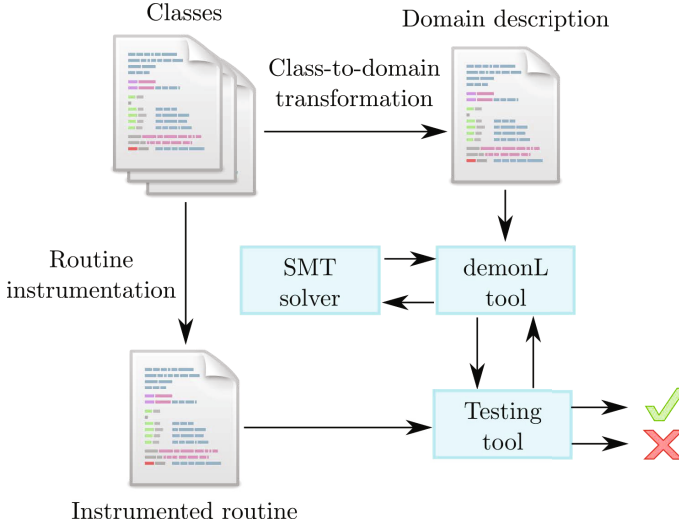 Classes
Domain description
Class-to-domain
transformation
Routine
instrumentation
SMT
solver
demonL
tool
Testing
tool
Instrumented routine